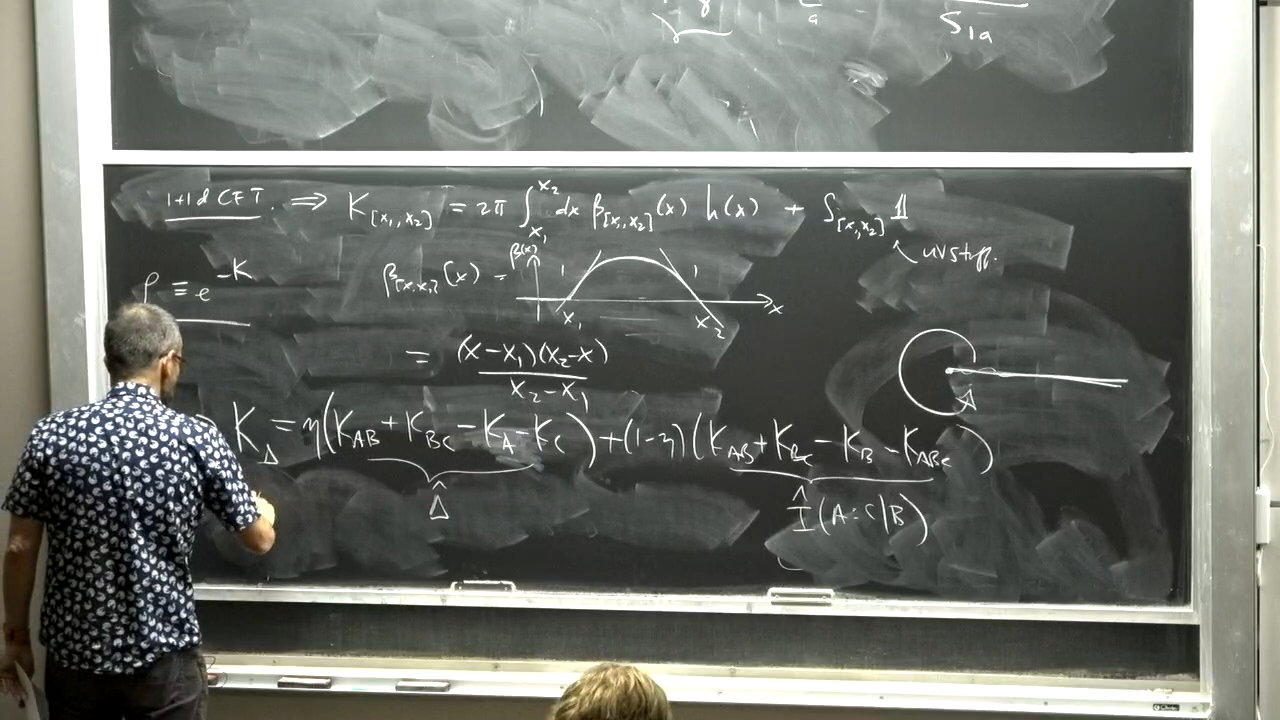 S_{1a}
1+1d CFT. ⟹ K_{[x_1,x_2]} = 2π ∫_{x_1}^{x_2} dx β_{[x_1,x_2]}(x) h(x) + S_{[x_1,x_2]} 𝟙
uv stuff.
ρ ≡ e^{-K}
β_{[x_1,x_2]}(x) =
β(x)
1
1
x
x_1
x_2
= (x-x_1)(x_2-x) / (x_2-x_1)
A
K_Δ = η(K_{AB} + K_{BC} - K_A - K_C) + (1-η)(K_{AB} + K_{BC} - K_B - K_{ABC})
Δ̂
Î(A:C|B)